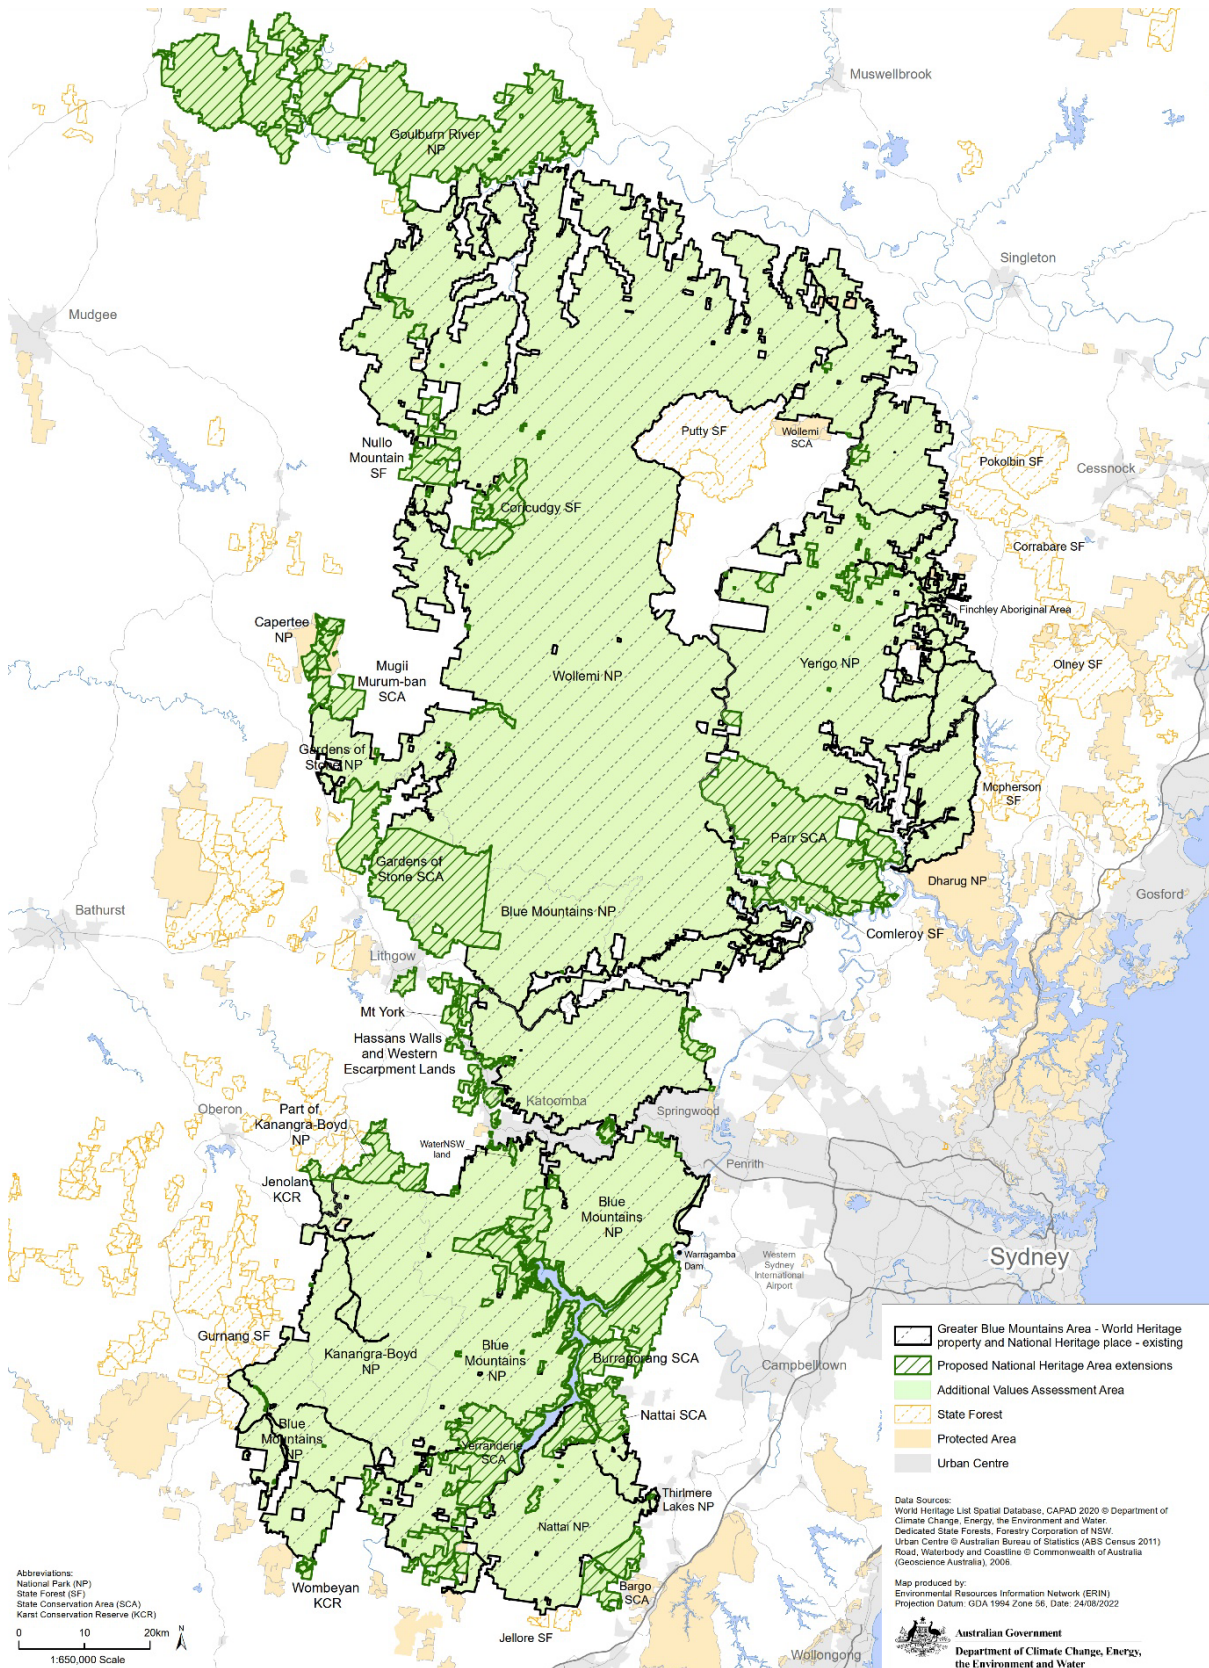 Muswellbrook
Goulburn River
NP
Singleton
Mudgee
Putty SF
Wollemi
SCA
Nullo
Mountain
SF
Pokolbin SF
Cessnock
Coricudgy SF
Corrabare SF
Finchley Aboriginal Area
Capertee
NP
Mugii
Murum-ban
SCA
Wollemi NP
Yengo NP
Olney SF
Gardens of
Stone NP
Mcpherson
SF
Parr SCA
Gardens of
Stone SCA
Dharug NP
Gosford
Bathurst
Blue Mountains NP
Comleroy SF
Lithgow
Mt York
Hassans Walls
and Western
Escarpment Lands
Katoomba
Springwood
Oberon
Part of
Kanangra-Boyd
NP
WaterNSW
land
Penrith
Jenolan
KCR
Blue
Mountains
NP
Warragamba
Dam
Western
Sydney
International
Airport
Sydney
Gurnang SF
Kanangra-Boyd
NP
Blue
Mountains
NP
Burragorang SCA
Campbelltown
Nattai SCA
Blue
Mountains
NP
Yerranderie
SCA
Thirlmere
Lakes NP
Nattai NP
Wombeyan
KCR
Bargo
SCA
Jellore SF
Wollongong
Greater Blue Mountains Area - World Heritage
property and National Heritage place - existing
Proposed National Heritage Area extensions
Additional Values Assessment Area
State Forest
Protected Area
Urban Centre
Data Sources:
World Heritage List Spatial Database, CAPAD 2020 © Department of
Climate Change, Energy, the Environment and Water.
Dedicated State Forests, Forestry Corporation of NSW.
Urban Centre © Australian Bureau of Statistics (ABS Census 2011)
Road, Waterbody and Coastline © Commonwealth of Australia
(Geoscience Australia), 2006.
Map produced by:
Environmental Resources Information Network (ERIN)
Projection Datum: GDA 1994 Zone 56, Date: 24/08/2022
Australian Government
Department of Climate Change, Energy,
the Environment and Water
Abbreviations:
National Park (NP)
State Forest (SF)
State Conservation Area (SCA)
Karst Conservation Reserve (KCR)
0 10 20km N
1:650,000 Scale